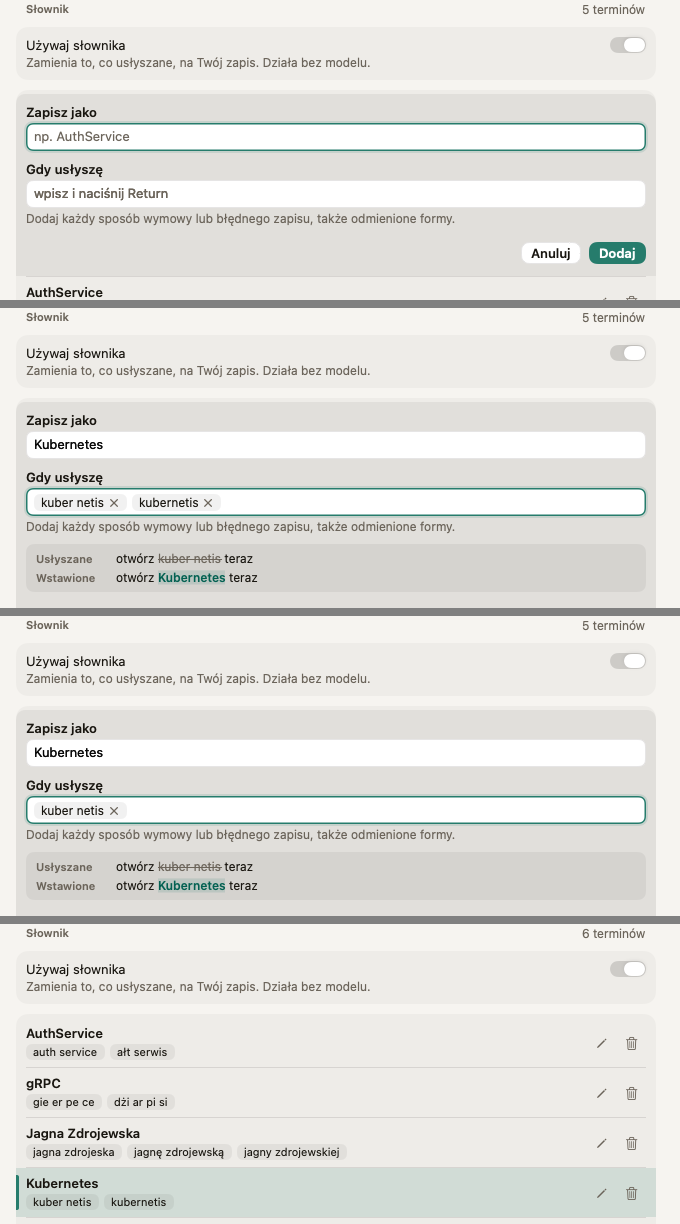 Słownik 5 terminów
Używaj słownika
Zamienia to, co usłyszane, na Twój zapis. Działa bez modelu.
Zapisz jako
np. AuthService
Gdy usłyszę
wpisz i naciśnij Return
Dodaj każdy sposób wymowy lub błędnego zapisu, także odmienione formy.
Anuluj Dodaj
AuthService
Słownik 5 terminów
Używaj słownika
Zamienia to, co usłyszane, na Twój zapis. Działa bez modelu.
Zapisz jako
Kubernetes
Gdy usłyszę
kuber netis × kubernetis ×
Dodaj każdy sposób wymowy lub błędnego zapisu, także odmienione formy.
Usłyszane otwórz kuber netis teraz
Wstawione otwórz Kubernetes teraz
Słownik 5 terminów
Używaj słownika
Zamienia to, co usłyszane, na Twój zapis. Działa bez modelu.
Zapisz jako
Kubernetes
Gdy usłyszę
kuber netis ×
Dodaj każdy sposób wymowy lub błędnego zapisu, także odmienione formy.
Usłyszane otwórz kuber netis teraz
Wstawione otwórz Kubernetes teraz
Słownik 6 terminów
Używaj słownika
Zamienia to, co usłyszane, na Twój zapis. Działa bez modelu.
AuthService
auth service ałt serwis
gRPC
gie er pe ce dżi ar pi si
Jagna Zdrojewska
jagna zdrojeska jagnę zdrojewską jagny zdrojewskiej
Kubernetes
kuber netis kubernetis